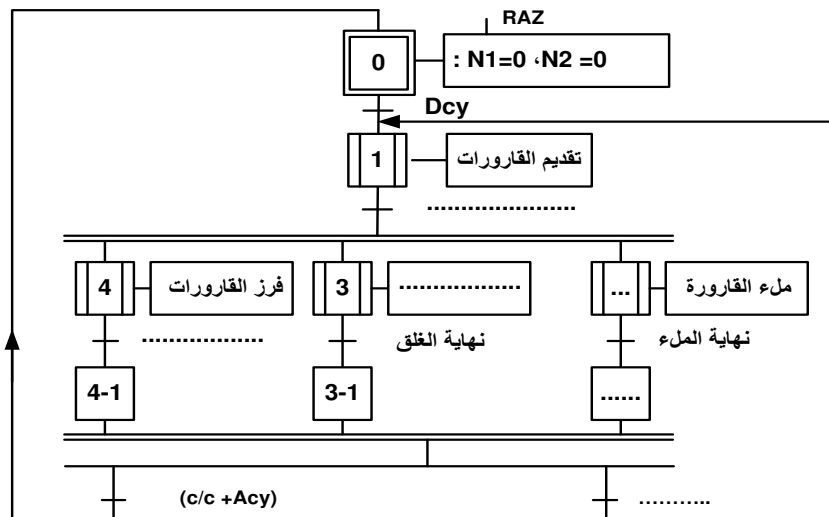 RAZ
0
: N1=0 ،N2 =0
Dcy
1
تقديم القارورات
......................
4
فرز القارورات
3
...................
...
ملء القارورة
..................
نهاية الغلق
نهاية الملء
4-1
3-1
......
(c/c +Acy)
...........